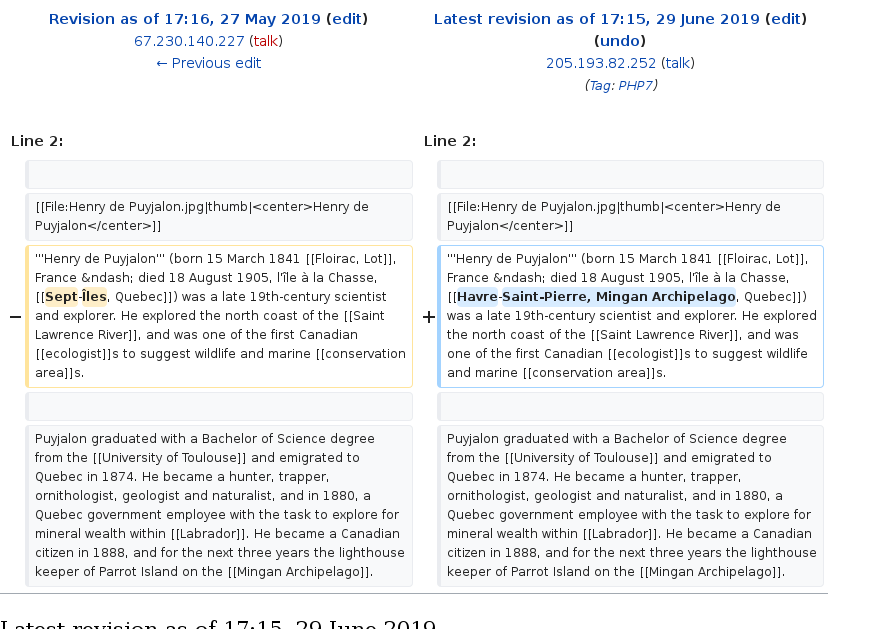 Revision as of 17:16, 27 May 2019 (edit)
67.230.140.227 (talk)
← Previous edit
Latest revision as of 17:15, 29 June 2019 (edit)
(undo)
205.193.82.252 (talk)
(Tag: PHP7)
Line 2:
Line 2:
[[File:Henry de Puyjalon.jpg|thumb|<center>Henry de
Puyjalon</center>]]
[[File:Henry de Puyjalon.jpg|thumb|<center>Henry de
Puyjalon</center>]]
−
'''Henry de Puyjalon''' (born 15 March 1841 [[Floirac, Lot]],
France &ndash; died 18 August 1905, l'île à la Chasse,
[[Sept-Îles, Quebec]]) was a late 19th-century scientist
and explorer. He explored the north coast of the [[Saint
Lawrence River]], and was one of the first Canadian
[[ecologist]]s to suggest wildlife and marine [[conservation
area]]s.
+
'''Henry de Puyjalon''' (born 15 March 1841 [[Floirac, Lot]],
France &ndash; died 18 August 1905, l'île à la Chasse,
[[Havre-Saint-Pierre, Mingan Archipelago, Quebec]])
was a late 19th-century scientist and explorer. He explored
the north coast of the [[Saint Lawrence River]], and was
one of the first Canadian [[ecologist]]s to suggest wildlife
and marine [[conservation area]]s.
Puyjalon graduated with a Bachelor of Science degree
from the [[University of Toulouse]] and emigrated to
Quebec in 1874. He became a hunter, trapper,
ornithologist, geologist and naturalist, and in 1880, a
Quebec government employee with the task to explore for
mineral wealth within [[Labrador]]. He became a Canadian
citizen in 1888, and for the next three years the lighthouse
keeper of Parrot Island on the [[Mingan Archipelago]].
Puyjalon graduated with a Bachelor of Science degree
from the [[University of Toulouse]] and emigrated to
Quebec in 1874. He became a hunter, trapper,
ornithologist, geologist and naturalist, and in 1880, a
Quebec government employee with the task to explore for
mineral wealth within [[Labrador]]. He became a Canadian
citizen in 1888, and for the next three years the lighthouse
keeper of Parrot Island on the [[Mingan Archipelago]].
Latest revision as of 17:15, 29 June 2019